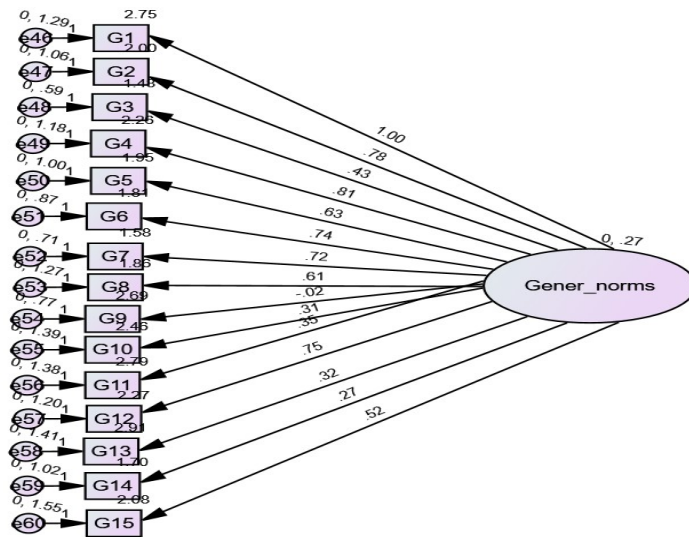 0, 1.29 2.75
e46 1 G1
0, 1.06 2.00
e47 1 G2
0, .59 1.48
e48 1 G3
0, 1.18 2.26
e49 1 G4
0, 1.00 1.95
e50 1 G5
0, .87 1.81
e51 1 G6
0, .71 1.58
e52 1 G7
0, 1.27 1.86
e53 1 G8
0, .77 2.69
e54 1 G9
0, 1.39 2.46
e55 1 G10
0, 1.38 2.79
e56 1 G11
0, 1.20 2.27
e57 1 G12
0, 1.41 2.91
e58 1 G13
0, 1.02 1.70
e59 1 G14
0, 1.55 2.08
e60 1 G15
1.00
.78
.43
.81
.63
.74
.72
.61
-.02
.31
.35
.75
.32
.27
.52
0, .27
Gener_norms